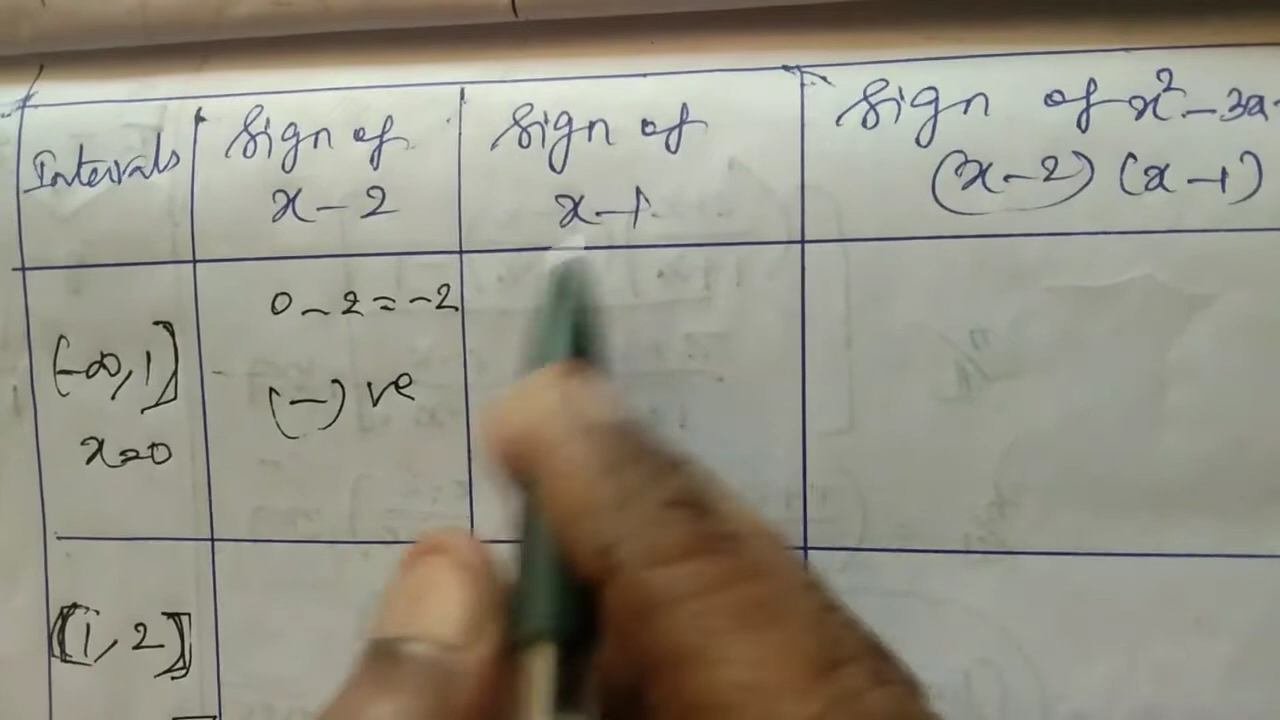 Intervals
Sign of
x - 2
Sign of
x - 1
Sign of x² - 3x
(x - 2) (x - 1)
(-∞, 1]
x = 0
0 - 2 = -2
(-) ve
[1, 2]